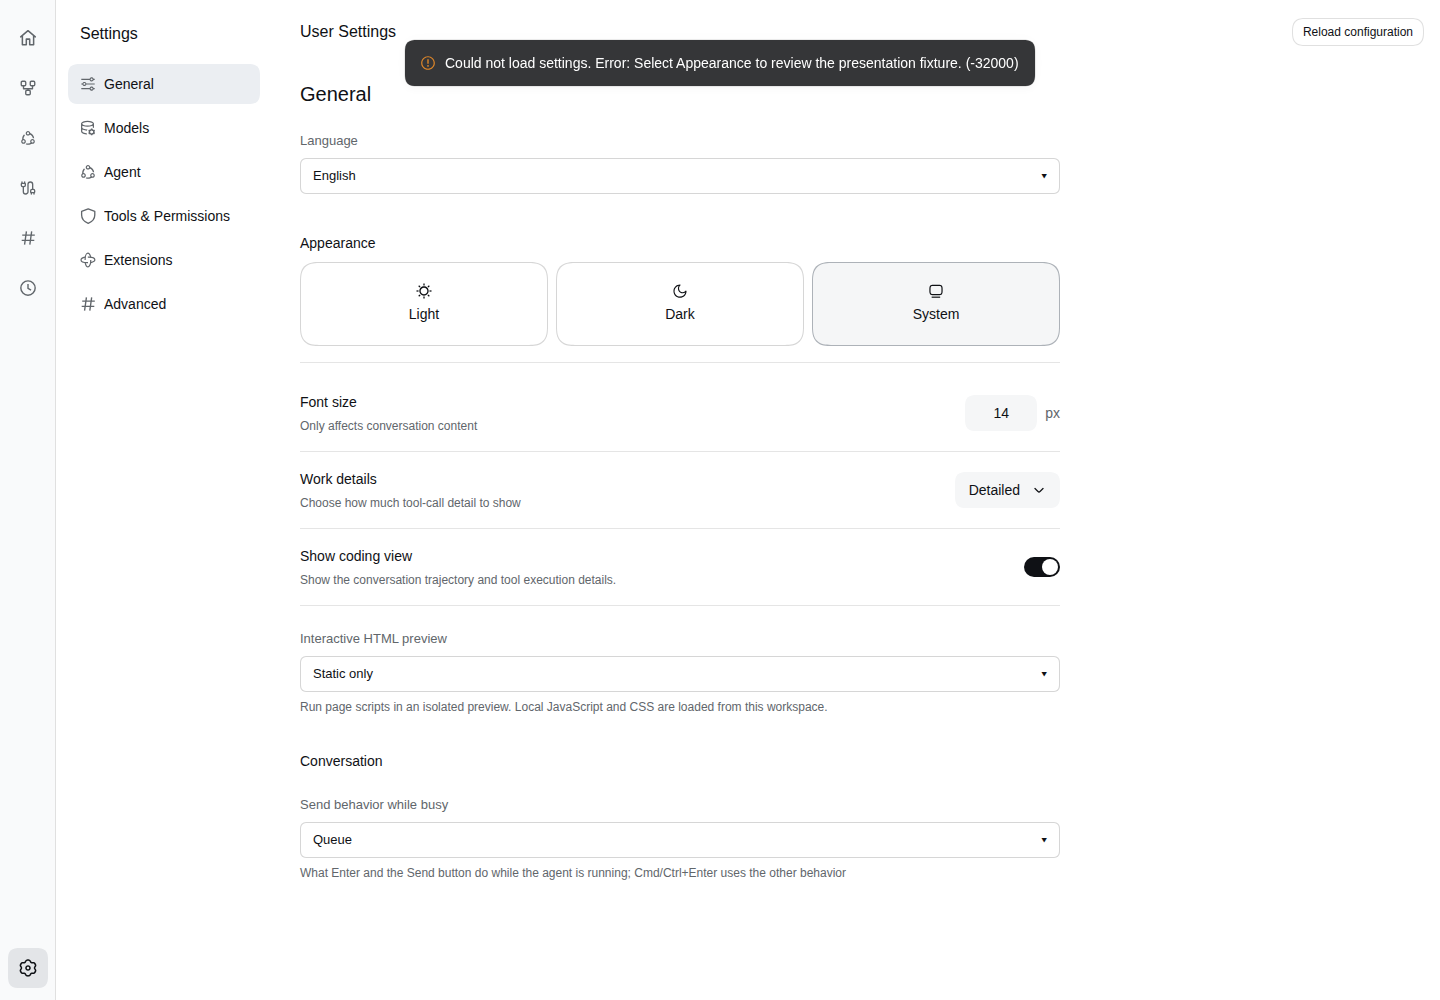 Settings
General
Models
Agent
Tools & Permissions
Extensions
Advanced
User Settings
Reload configuration
Could not load settings. Error: Select Appearance to review the presentation fixture. (-32000)
General
Language
English
Appearance
Light
Dark
System
Font size
Only affects conversation content
14 px
Work details
Choose how much tool-call detail to show
Detailed
Show coding view
Show the conversation trajectory and tool execution details.
Interactive HTML preview
Static only
Run page scripts in an isolated preview. Local JavaScript and CSS are loaded from this workspace.
Conversation
Send behavior while busy
Queue
What Enter and the Send button do while the agent is running; Cmd/Ctrl+Enter uses the other behavior